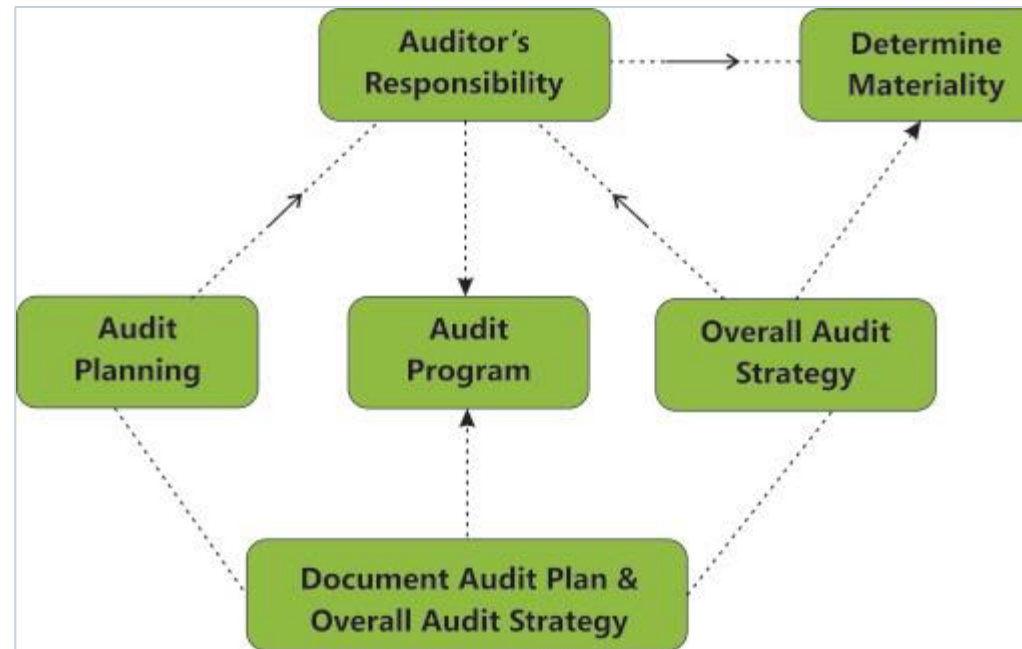 Auditor’s
Responsibility
Determine
Materiality
Audit
Planning
Audit
Program
Overall Audit
Strategy
Document Audit Plan &
Overall Audit Strategy